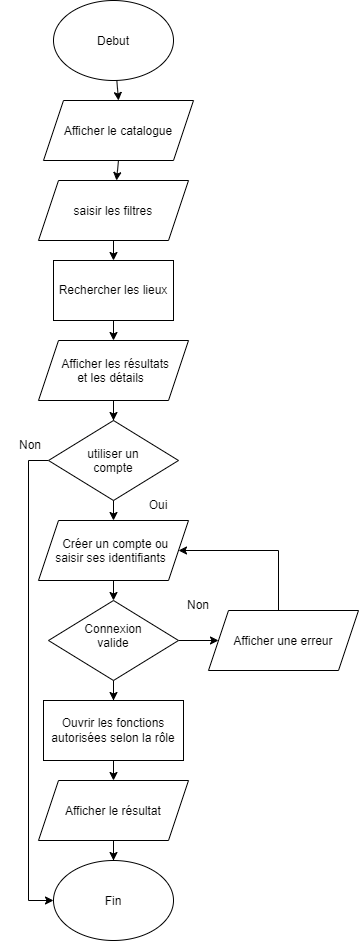 Debut
Afficher le catalogue
saisir les filtres
Rechercher les lieux
Afficher les résultats
et les détails
Non
utiliser un
compte
Oui
Créer un compte ou
saisir ses identifiants
Non
Connexion
valide
Afficher une erreur
Ouvrir les fonctions
autorisées selon la rôle
Afficher le résultat
Fin